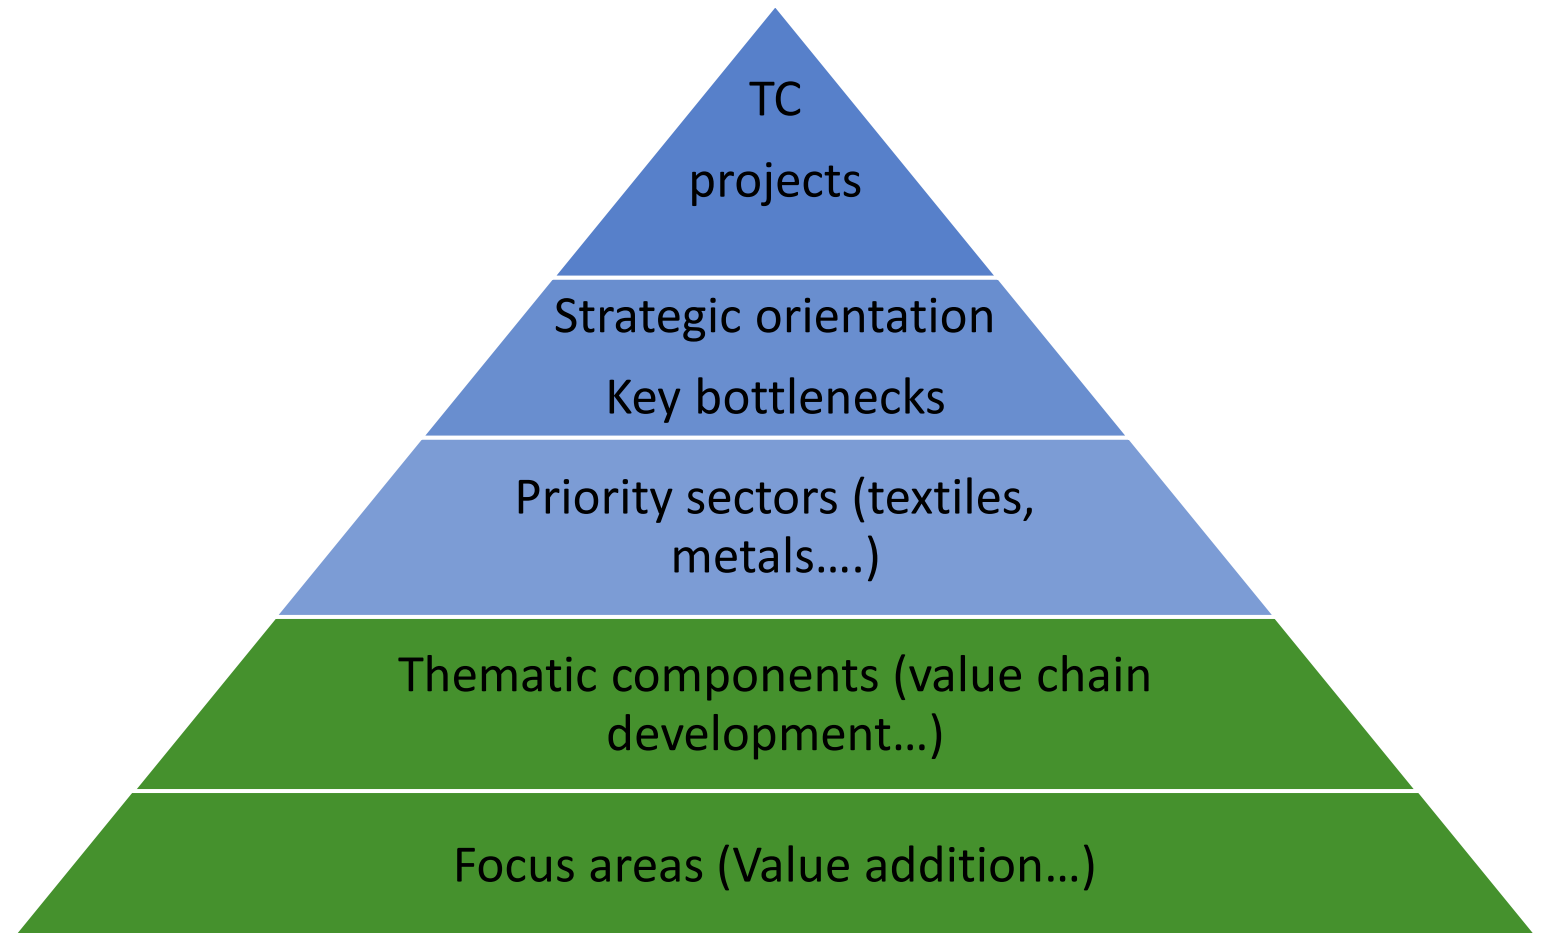 TC
projects
Strategic orientation
Key bottlenecks
Priority sectors (textiles,
metals....)
Thematic components (value chain
development...)
Focus areas (Value addition...)